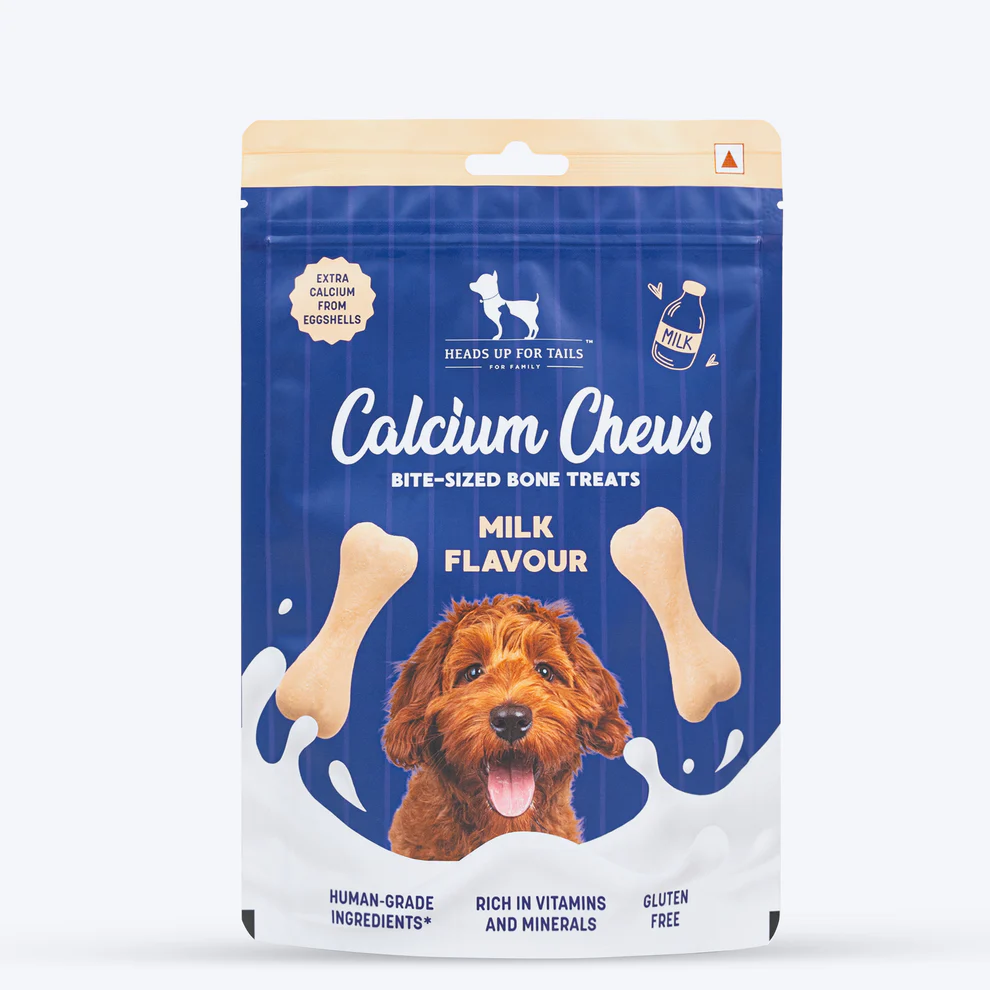 EXTRA
CALCIUM
FROM
EGGSHELLS
HEADS UP FOR TAILS™
FOR FAMILY
MILK
Calcium Chews
BITE-SIZED BONE TREATS
MILK
FLAVOUR
HUMAN-GRADE
INGREDIENTS*
RICH IN VITAMINS
AND MINERALS
GLUTEN
FREE